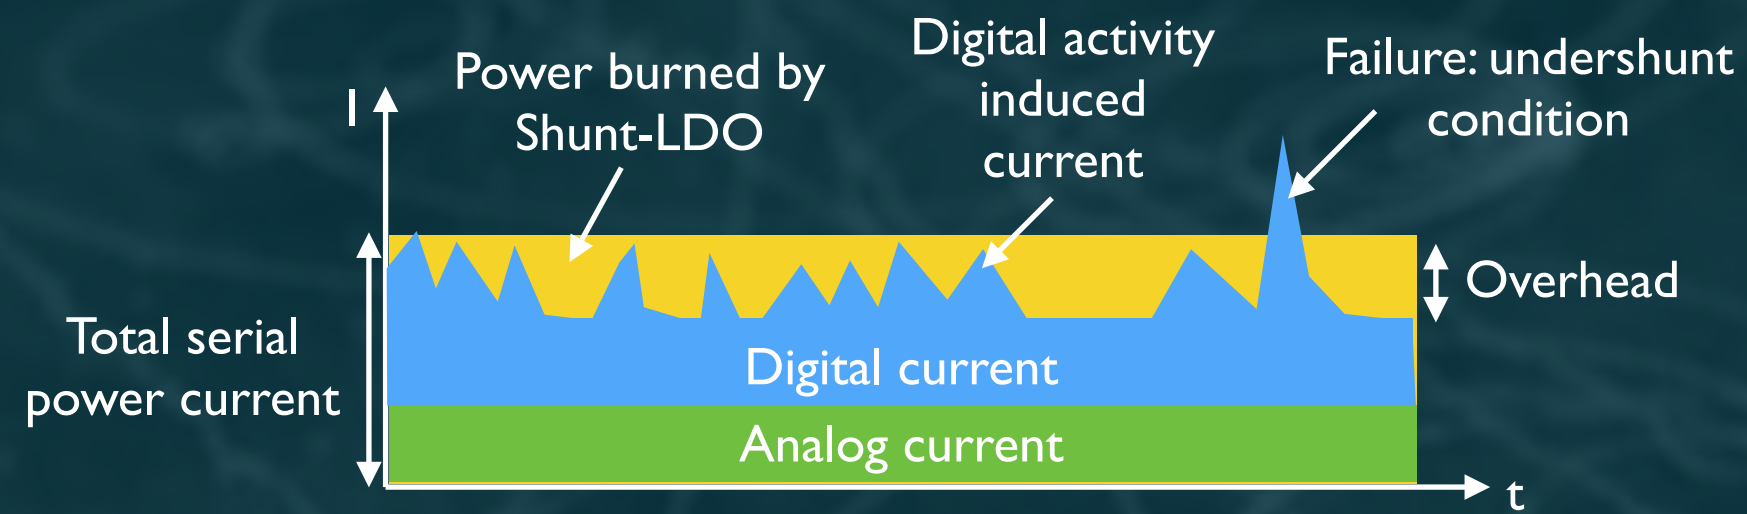 I
Power burned by
Shunt-LDO
Digital activity
induced
current
Failure: undershunt
condition
Overhead
Total serial
power current
Digital current
Analog current
t